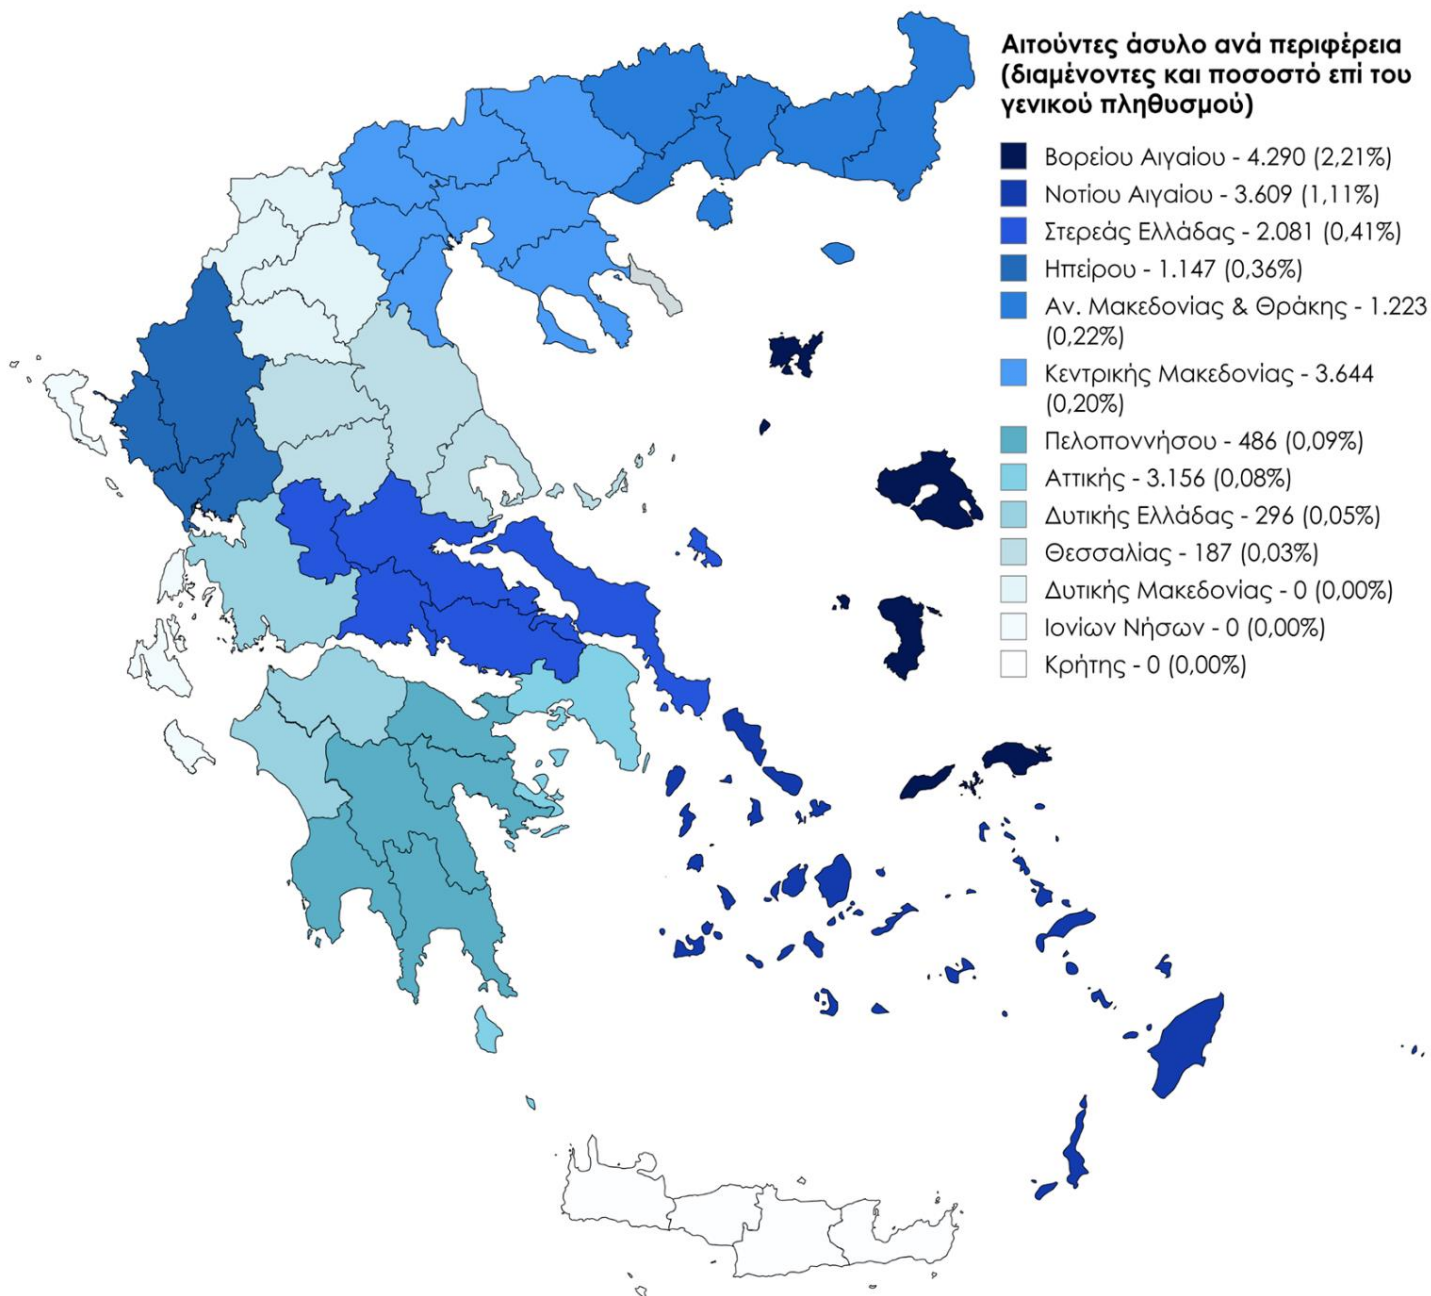 Αιτούντες άσυλο ανά περιφέρεια
(διαμένοντες και ποσοστό επί του
γενικού πληθυσμού)
Βορείου Αιγαίου - 4.290 (2,21%)
Νοτίου Αιγαίου - 3.609 (1,11%)
Στερεάς Ελλάδας - 2.081 (0,41%)
Ηπείρου - 1.147 (0,36%)
Αν. Μακεδονίας & Θράκης - 1.223
(0,22%)
Κεντρικής Μακεδονίας - 3.644
(0,20%)
Πελοποννήσου - 486 (0,09%)
Αττικής - 3.156 (0,08%)
Δυτικής Ελλάδας - 296 (0,05%)
Θεσσαλίας - 187 (0,03%)
Δυτικής Μακεδονίας - 0 (0,00%)
Ιονίων Νήσων - 0 (0,00%)
Κρήτης - 0 (0,00%)